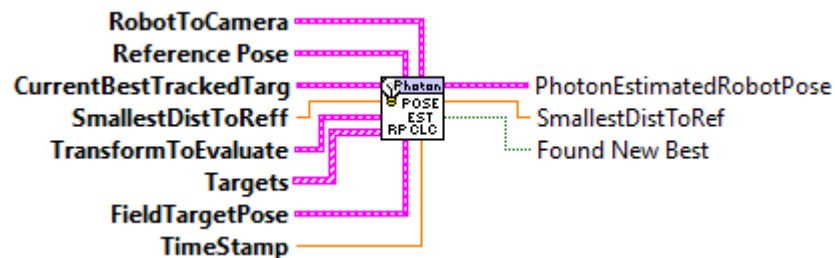 RobotToCamera
Reference Pose
CurrentBestTrackedTarg
SmallestDistToReff
TransformToEvaluate
Targets
FieldTargetPose
TimeStamp
Photon
POSE
EST
RP CLC
PhotonEstimatedRobotPose
SmallestDistToRef
Found New Best